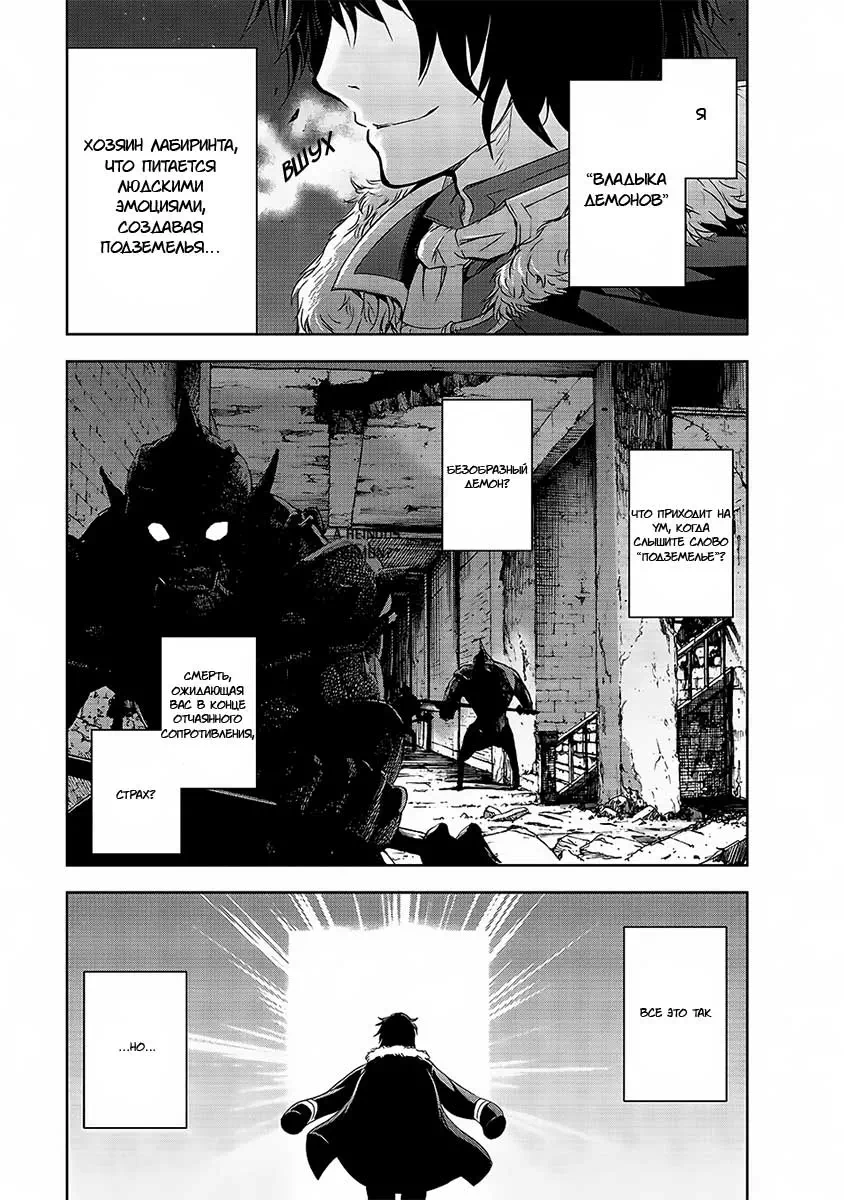 Я
“ВЛАДЫКА
ДЕМОНОВ”
ВШУХ
ХОЗЯИН ЛАБИРИНТА,
ЧТО ПИТАЕТСЯ
ЛЮДСКИМИ
ЭМОЦИЯМИ,
СОЗДАВАЯ
ПОДЗЕМЕЛЬЯ...
ЧТО ПРИХОДИТ НА
УМ, КОГДА
СЛЫШИТЕ СЛОВО
“ПОДЗЕМЕЛЬЕ”?
БЕЗОБРАЗНЫЙ
ДЕМОН?
A HEINOUS
СМЕРТЬ,
ОЖИДАЮЩАЯ
ВАС В КОНЦЕ
ОТЧАЯННОГО
СОПРОТИВЛЕНИЯ,
СТРАХ?
ВСЕ ЭТО ТАК
...НО...